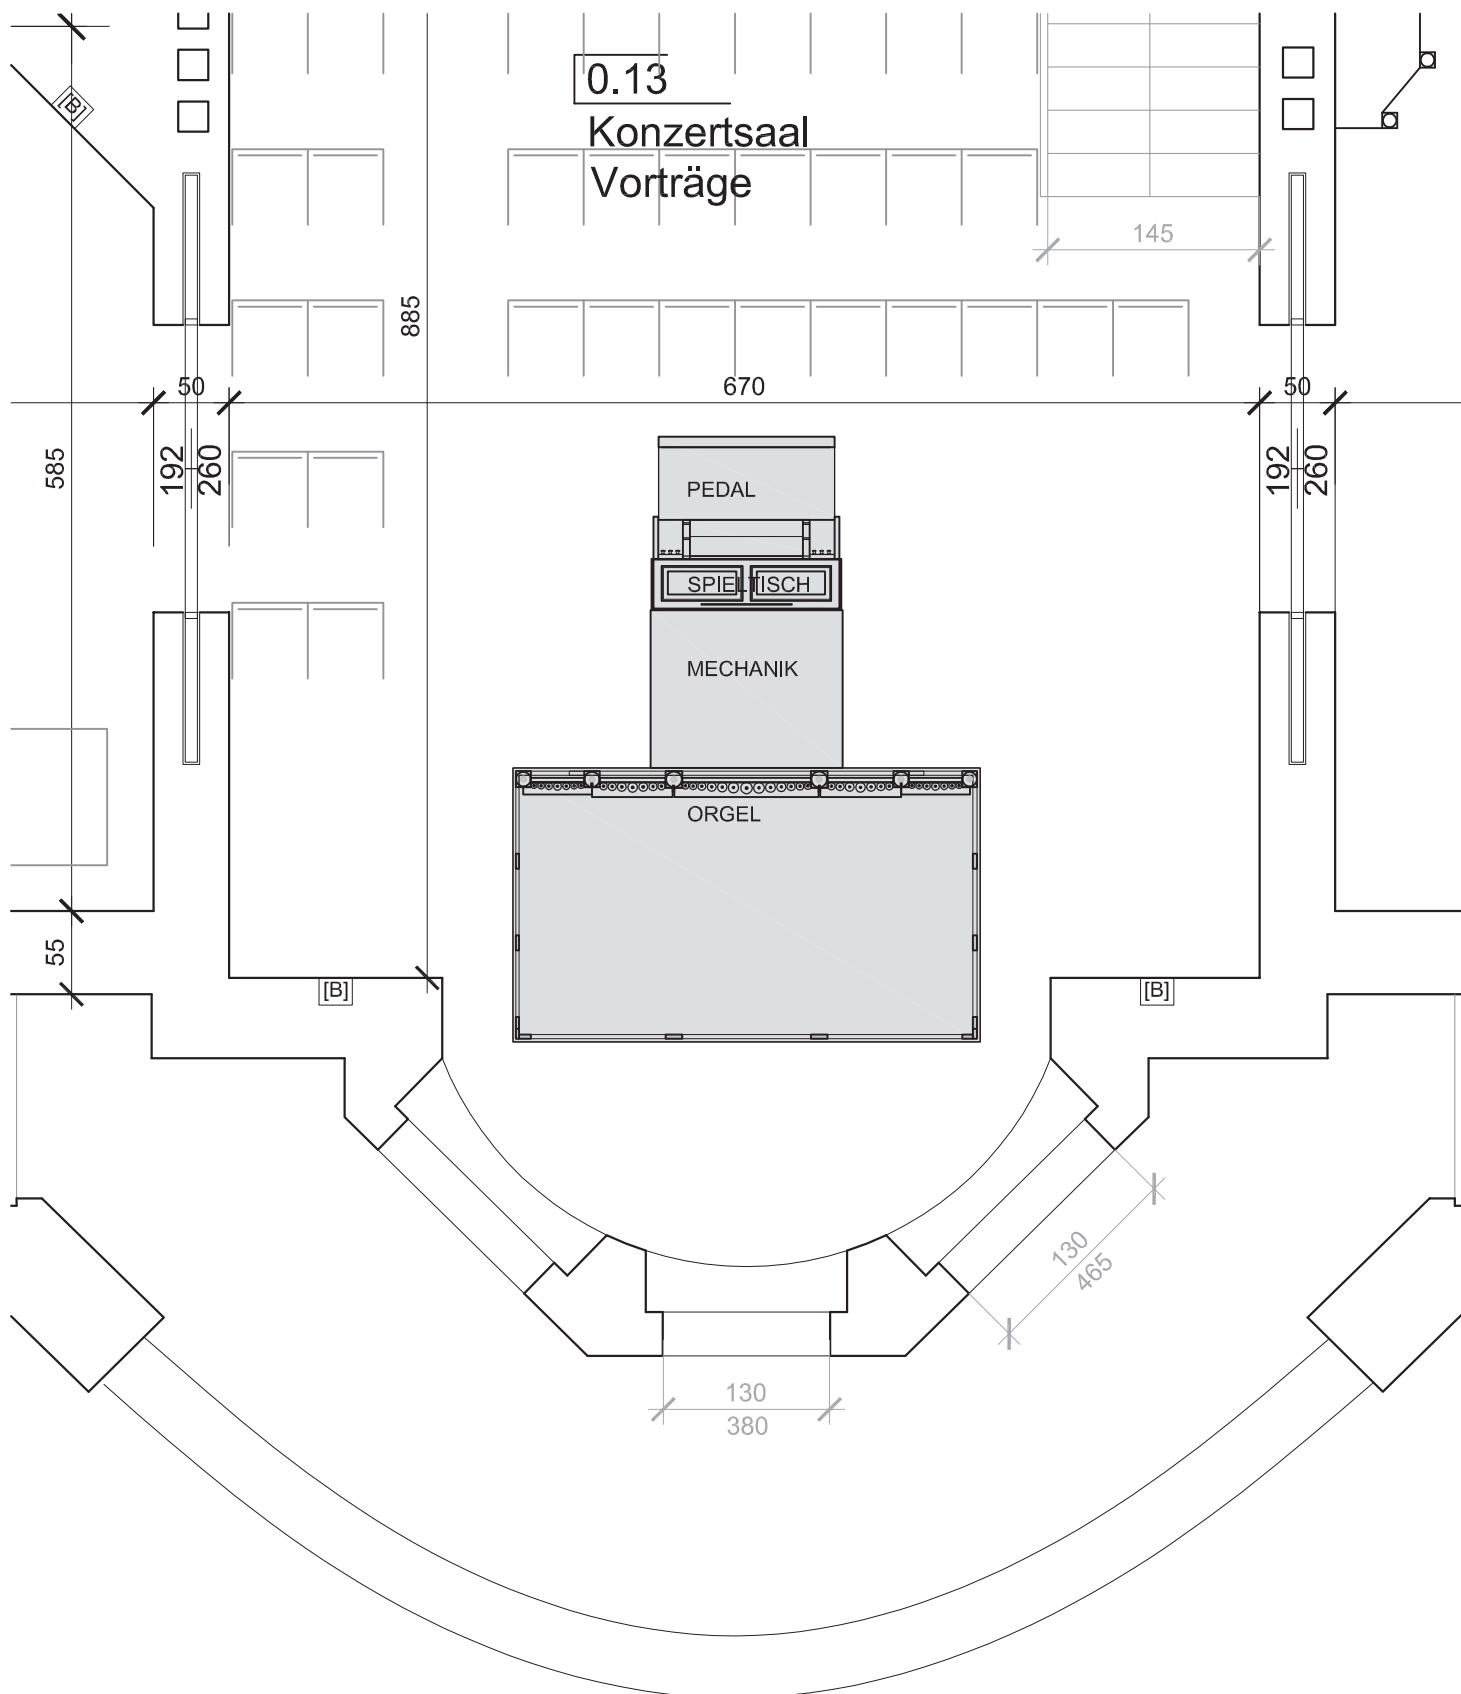 [B]
0.13
Konzertsaal
Vorträge
145
885
50
670
50
585
192
260
192
260
PEDAL
SPIELTISCH
MECHANIK
ORGEL
55
[B]
[B]
130
465
130
380